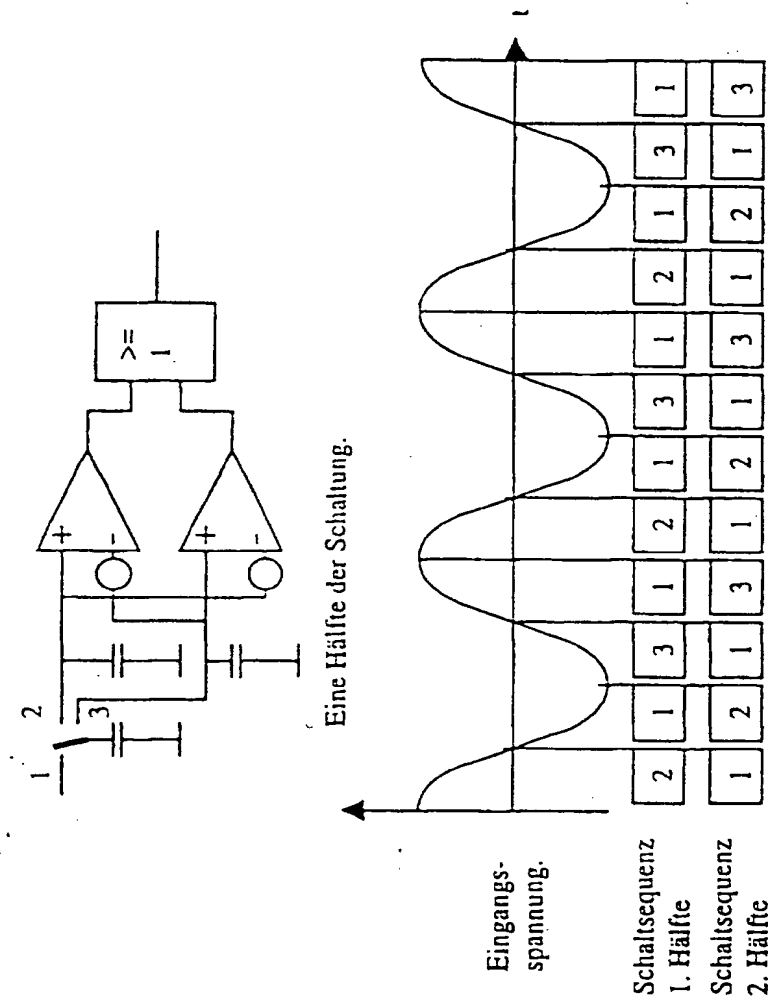 1
2
3
+
-
+
-
>=
1
Eine Hälfte der Schaltung.
Eingangs-
spannung.
t
Schaltsequenz
1. Hälfte
2 1 3 1 2 1 3 1 2 1 3 1
Schaltsequenz
2. Hälfte
1 2 1 3 1 2 1 3 1 2 1 3